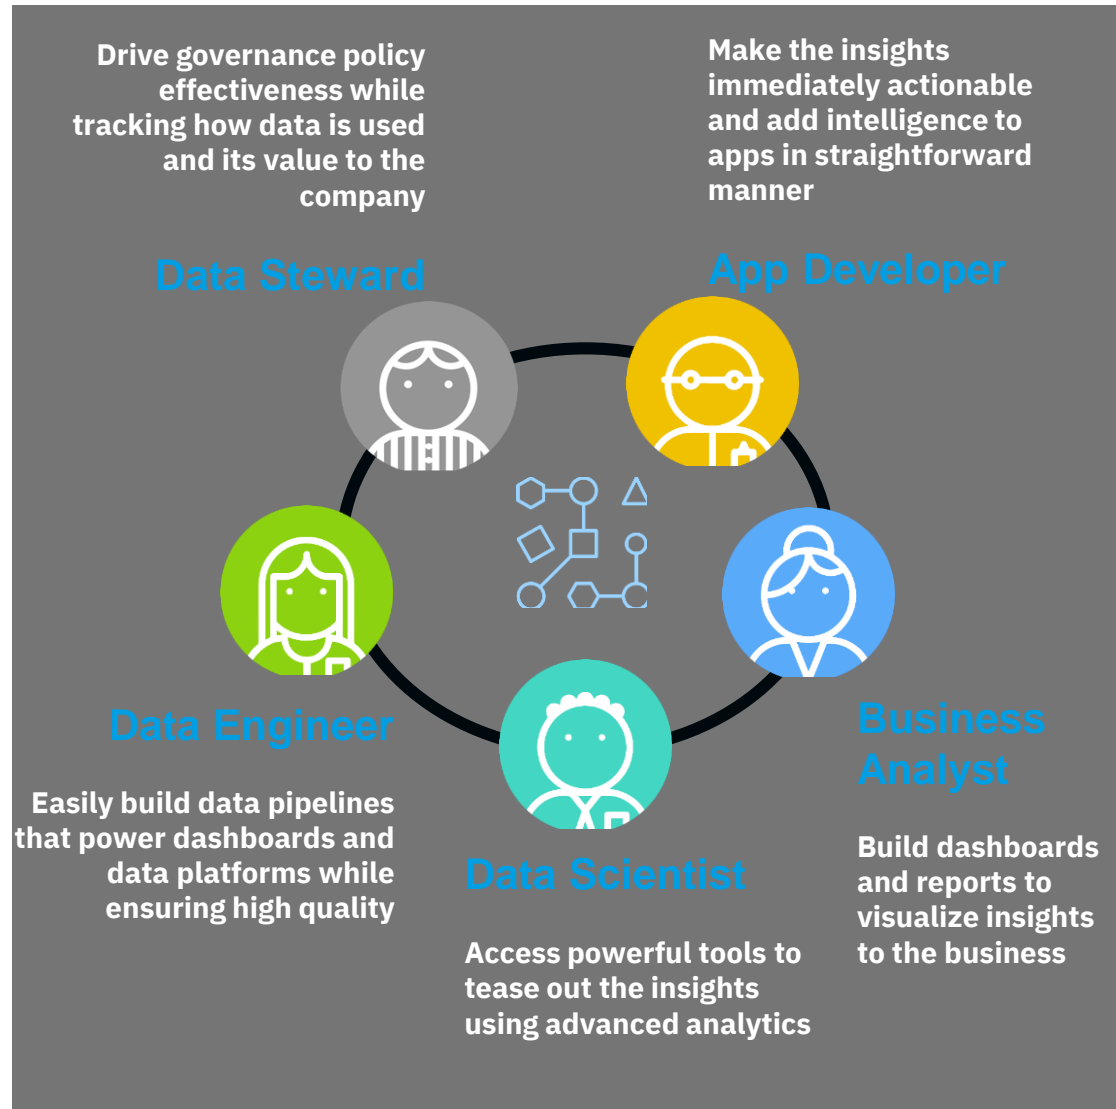 Drive governance policy
effectiveness while
tracking how data is used
and its value to the
company
Data Steward
Make the insights
immediately actionable
and add intelligence to
apps in straightforward
manner
App Developer
Data Engineer
Easily build data pipelines
that power dashboards and
data platforms while
ensuring high quality
Data Scientist
Access powerful tools to
tease out the insights
using advanced analytics
Business
Analyst
Build dashboards
and reports to
visualize insights
to the business